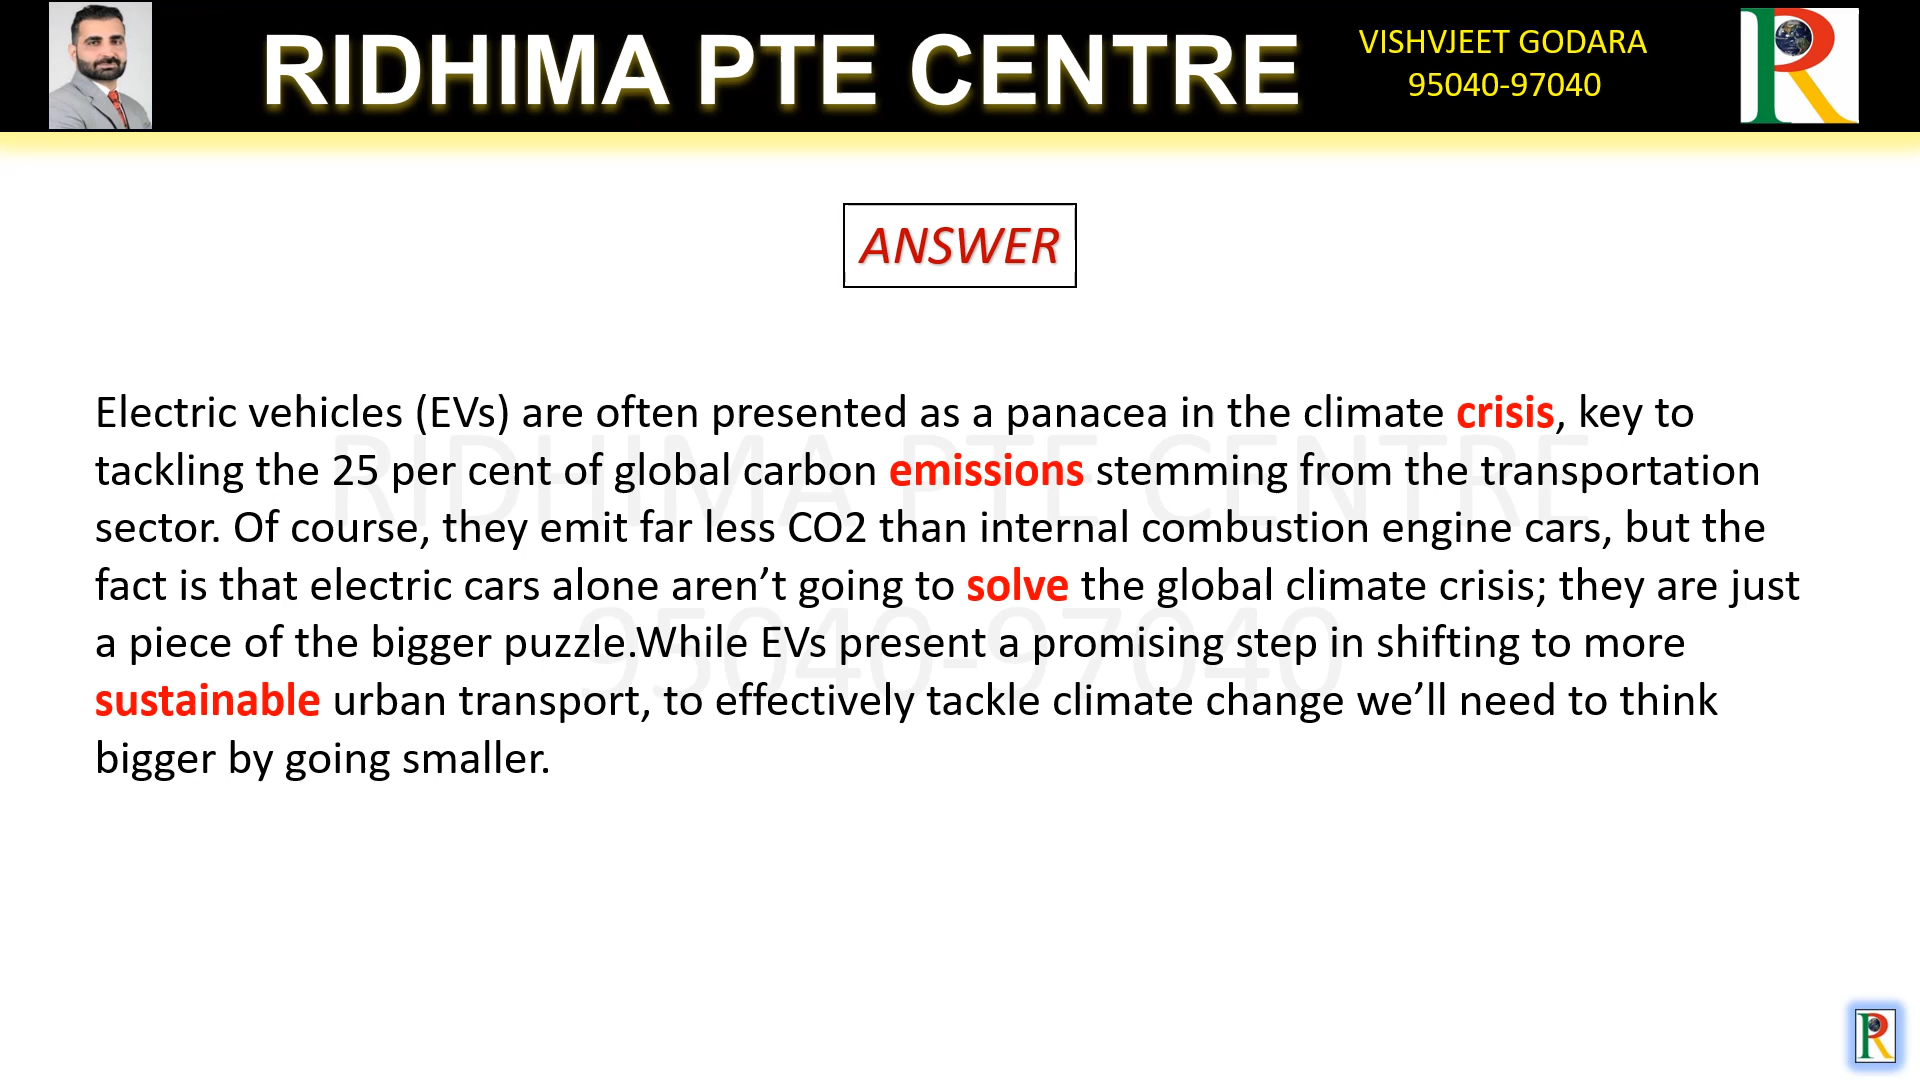 RIDHIMA PTE CENTRE
VISHVJEET GODARA
95040-97040
ANSWER
Electric vehicles (EVs) are often presented as a panacea in the climate crisis, key to
tackling the 25 per cent of global carbon emissions stemming from the transportation
sector. Of course, they emit far less CO2 than internal combustion engine cars, but the
fact is that electric cars alone aren’t going to solve the global climate crisis; they are just
a piece of the bigger puzzle.While EVs present a promising step in shifting to more
sustainable urban transport, to effectively tackle climate change we’ll need to think
bigger by going smaller.
RIDHIMA PTE CENTRE
95040-97040